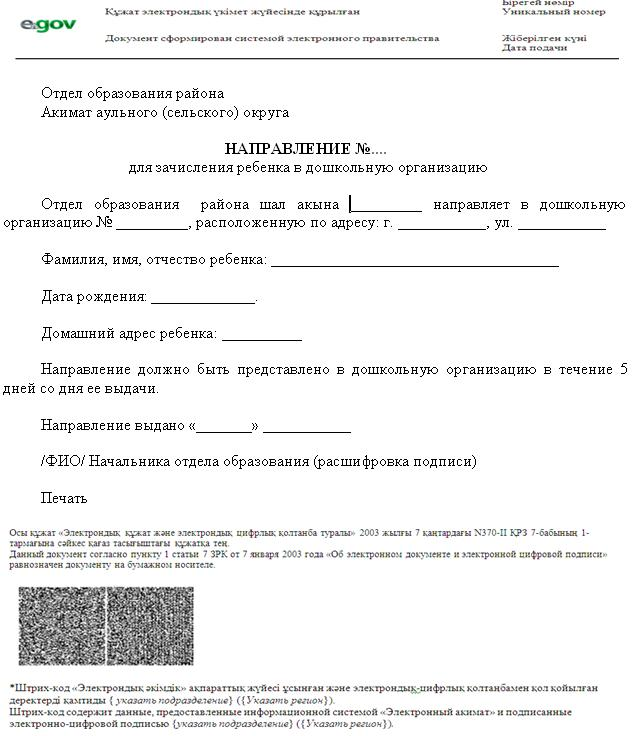 Бірегей нөмір
e.gov Құжат электрондық үкімет жүйесінде құрылған Уникальный номер
Документ сформирован системой электронного правительства Жіберілген күні
Дата подачи
Отдел образования района
Акимат аульного (сельского) округа
НАПРАВЛЕНИЕ №....
для зачисления ребенка в дошкольную организацию
Отдел образования района шал акына _________ направляет в дошкольную
организацию № _________, расположенную по адресу: г. ___________, ул. ___________
Фамилия, имя, отчество ребенка: ____________________________________
Дата рождения: _____________.
Домашний адрес ребенка: __________
Направление должно быть представлено в дошкольную организацию в течение 5
дней со дня ее выдачи.
Направление выдано «_______» ___________
/ФИО/ Начальника отдела образования (расшифровка подписи)
Печать
Осы құжат «Электрондық құжат және электрондық цифрлық қолтаңба туралы» 2003 жылғы 7 қаңтардағы N370-II ҚРЗ 7-бабының 1-
тармағына сәйкес қағаз тасығыштағы құжатқа тең.
Данный документ согласно пункту 1 статьи 7 ЗРК от 7 января 2003 года «Об электронном документе и электронной цифровой подписи»
равнозначен документу на бумажном носителе.
*Штрих-код «Электрондық әкімдік» ақпараттық жүйесі ұсынған және электрондық-цифрлық қолтаңбамен қол қойылған
деректерді қамтиды { указать подразделение} ({Указать регион}).
Штрих-код содержит данные, предоставленные информационной системой «Электронный акимат» и подписанные
электронно-цифровой подписью {указать подразделение} ({Указать регион}).